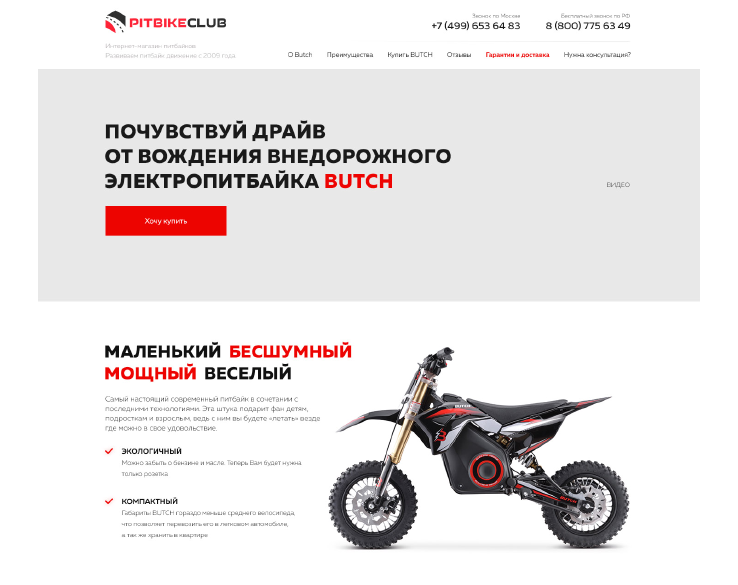 PITBIKECLUB
Звонок по Москве
Бесплатный звонок по РФ
+7 (499) 653 64 83
8 (800) 775 63 49
Интернет-магазин питбайков
Развиваем питбайк движение с 2009 года
О Butch
Преимущества
Купить BUTCH
Отзывы
Гарантии и доставка
Нужна консультация?
ПОЧУВСТВУЙ ДРАЙВ
ОТ ВОЖДЕНИЯ ВНЕДОРОЖНОГО
ЭЛЕКТРОПИТБАЙКА BUTCH
ВИДЕО
Хочу купить
МАЛЕНЬКИЙ БЕСШУМНЫЙ
МОЩНЫЙ ВЕСЕЛЫЙ
Самый настоящий современный питбайк в сочетании с
последними технологиями. Эта штука подарит фан детям,
подросткам и взрослым, ведь с ним вы будете «летать» везде
где можно в свое удовольствие.
ЭКОЛОГИЧНЫЙ
Можно забыть о бензине и масле. Теперь Вам будет нужна
только розетка
КОМПАКТНЫЙ
Габариты BUTCH гораздо меньше среднего велосипеда,
что позволяет перевозить его в легковом автомобиле,
а так же хранить в квартире
BUTCH